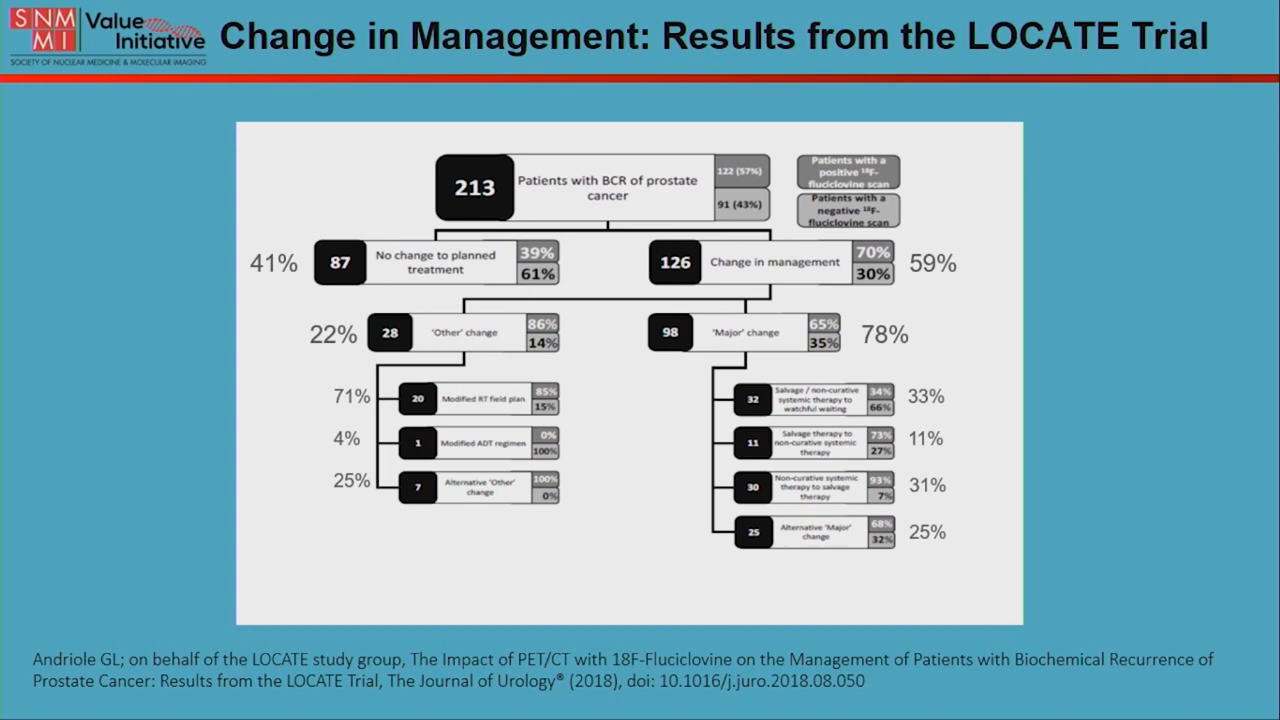 SNM
MI
Value
Initiative
SOCIETY OF NUCLEAR MEDICINE & MOLECULAR IMAGING
Change in Management: Results from the LOCATE Trial
213
Patients with BCR of prostate
cancer
122 (57%)
91 (43%)
Patients with a
positive ¹⁸F-
fluciclovine scan
Patients with a
negative ¹⁸F-
fluciclovine scan
41%
87
No change to planned
treatment
39%
61%
126
Change in management
70%
30%
59%
22%
28
'Other' change
86%
14%
98
'Major' change
65%
35%
78%
71%
20
Modified RT field plan
85%
15%
4%
1
Modified ADT regimen
0%
100%
25%
7
Alternative 'Other'
change
100%
0%
32
Salvage / non-curative
systemic therapy to
watchful waiting
34%
66%
33%
11
Salvage therapy to
non-curative systemic
therapy
73%
27%
11%
30
Non-curative systemic
therapy to salvage
therapy
93%
7%
31%
25
Alternative 'Major'
change
68%
32%
25%
Andriole GL; on behalf of the LOCATE study group, The Impact of PET/CT with 18F-Fluciclovine on the Management of Patients with Biochemical Recurrence of
Prostate Cancer: Results from the LOCATE Trial, The Journal of Urology® (2018), doi: 10.1016/j.juro.2018.08.050